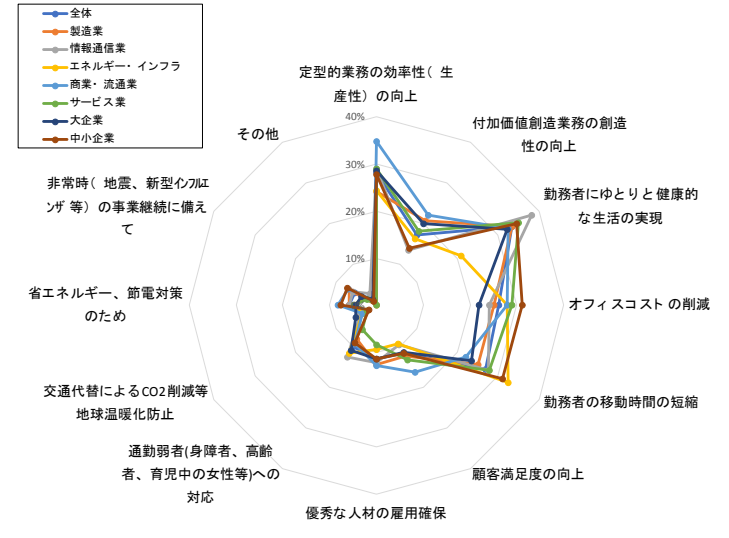 全体
製造業
情報通信業
エネルギー・インフラ
商業・流通業
サービス業
大企業
中小企業
定型的業務の効率性( 生
産性) の向上
付加価値創造業務の創造
性の向上
勤務者にゆとりと健康的
な生活の実現
オフィスコスト の削減
勤務者の移動時間の短縮
顧客満足度の向上
優秀な人材の雇用確保
通勤弱者(身障者、高齢
者、育児中の女性等)への
対応
交通代替によるCO2削減等
地球温暖化防止
省エネルギー、節電対策
のため
非常時( 地震、新型インフルエ
ンザ 等) の事業継続に備え
て
その他
40%
30%
20%
10%